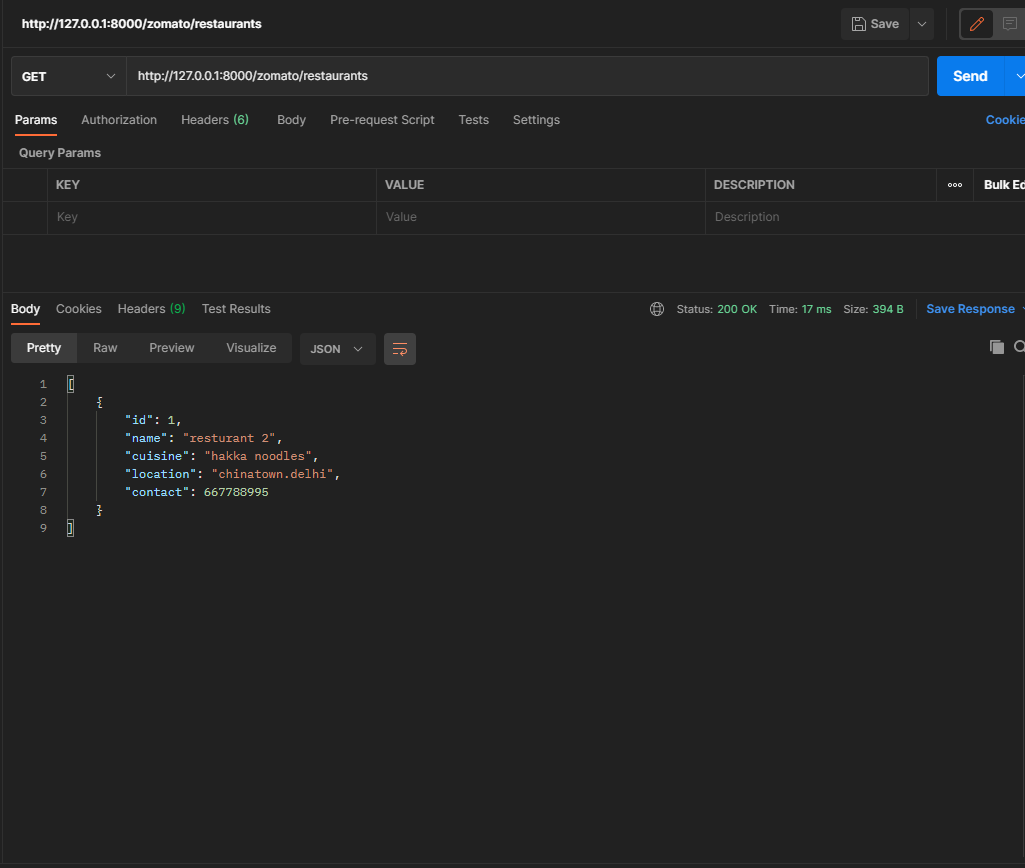 http://127.0.0.1:8000/zomato/restaurants Save
GET http://127.0.0.1:8000/zomato/restaurants Send
Params Authorization Headers (6) Body Pre-request Script Tests Settings Cookie
Query Params
KEY VALUE DESCRIPTION ooo Bulk Ed
Key Value Description
Body Cookies Headers (9) Test Results Status: 200 OK Time: 17 ms Size: 394 B Save Response
Pretty Raw Preview Visualize JSON
1 [
2 {
3 "id": 1,
4 "name": "resturant 2",
5 "cuisine": "hakka noodles",
6 "location": "chinatown.delhi",
7 "contact": 667788995
8 }
9 ]